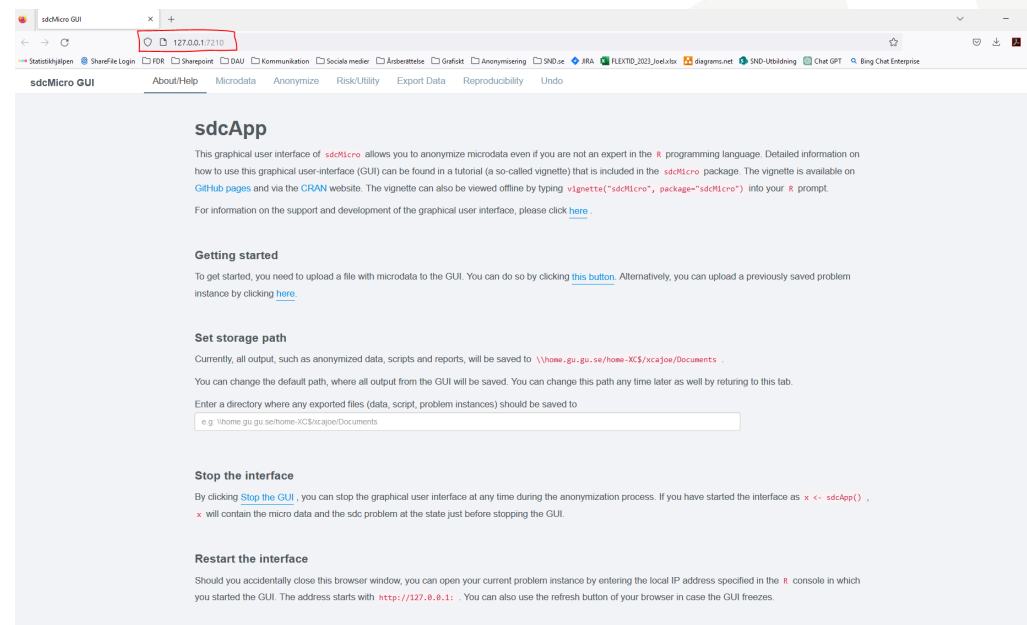 sdcMicro GUI
127.0.0.1:7210
Statistikhjälpen ShareFile Login FDR Sharepoint DAU Kommunikation Sociala medier Årsberättelse Grafiskt Anonymisering SND.se JIRA FLEXTID_2023_Joel.xlsx diagrams.net SND-Utbildning Chat GPT Bing Chat Enterprise
sdcMicro GUI About/Help Microdata Anonymize Risk/Utility Export Data Reproducibility Undo
sdcApp
This graphical user interface of sdcMicro allows you to anonymize microdata even if you are not an expert in the R programming language. Detailed information on
how to use this graphical user-interface (GUI) can be found in a tutorial (a so-called vignette) that is included in the sdcMicro package. The vignette is available on
GitHub pages and via the CRAN website. The vignette can also be viewed offline by typing vignette("sdcMicro", package="sdcMicro") into your R prompt.
For information on the support and development of the graphical user interface, please click here .
Getting started
To get started, you need to upload a file with microdata to the GUI. You can do so by clicking this button. Alternatively, you can upload a previously saved problem
instance by clicking here.
Set storage path
Currently, all output, such as anonymized data, scripts and reports, will be saved to \\home.gu.gu.se/home-XC$/xcajoe/Documents .
You can change the default path, where all output from the GUI will be saved. You can change this path any time later as well by returing to this tab.
Enter a directory where any exported files (data, script, problem instances) should be saved to
e.g: \\home.gu.gu.se/home-XC$/xcajoe/Documents
Stop the interface
By clicking Stop the GUI , you can stop the graphical user interface at any time during the anonymization process. If you have started the interface as x <- sdcApp() ,
x will contain the micro data and the sdc problem at the state just before stopping the GUI.
Restart the interface
Should you accidentally close this browser window, you can open your current problem instance by entering the local IP address specified in the R console in which
you started the GUI. The address starts with http://127.0.0.1: . You can also use the refresh button of your browser in case the GUI freezes.